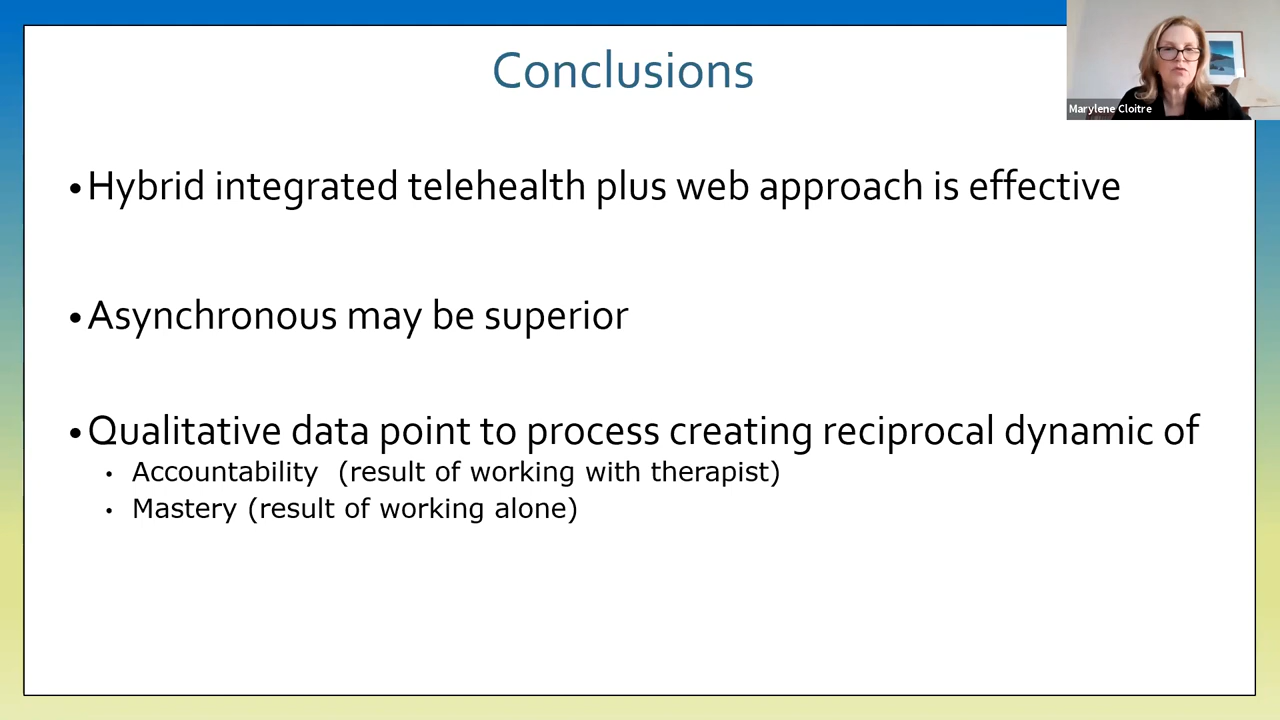 Conclusions
Marylene Cloitre
•Hybrid integrated telehealth plus web approach is effective
•Asynchronous may be superior
•Qualitative data point to process creating reciprocal dynamic of
• Accountability (result of working with therapist)
• Mastery (result of working alone)